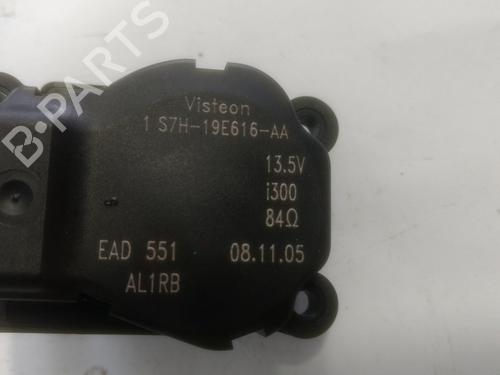 Visteon
1 S7H-19E616-AA
13.5V
i300
84Ω
EAD 551 08.11.05
AL1RB
B-PARTS